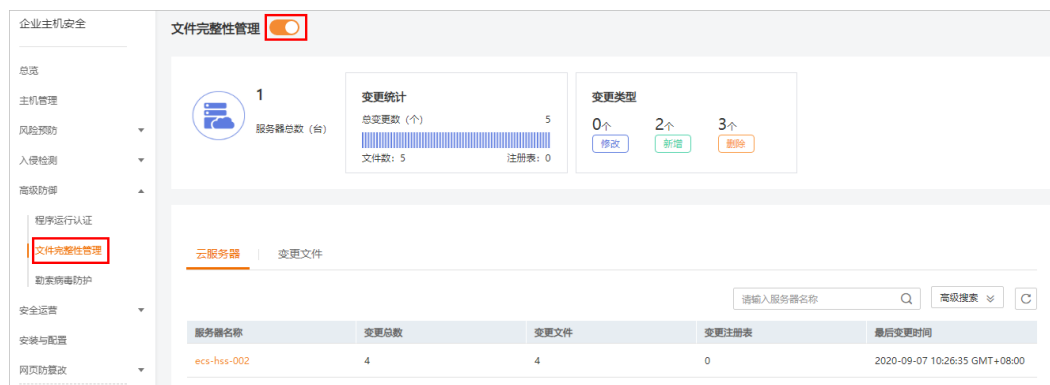 企业主机安全
总览
主机管理
风险预防
入侵检测
高级防御
程序运行认证
文件完整性管理
勒索病毒防护
安全运营
安装与配置
网页防篡改
文件完整性管理
1
服务器总数（台）
变更统计
总变更数（个） 5
文件数：5 注册表：0
变更类型
0个 2个 3个
修改 新增 删除
云服务器 变更文件
请输入服务器名称 高级搜索
服务器名称 变更总数 变更文件 变更注册表 最后变更时间
ecs-hss-002 4 4 0 2020-09-07 10:26:35 GMT+08:00